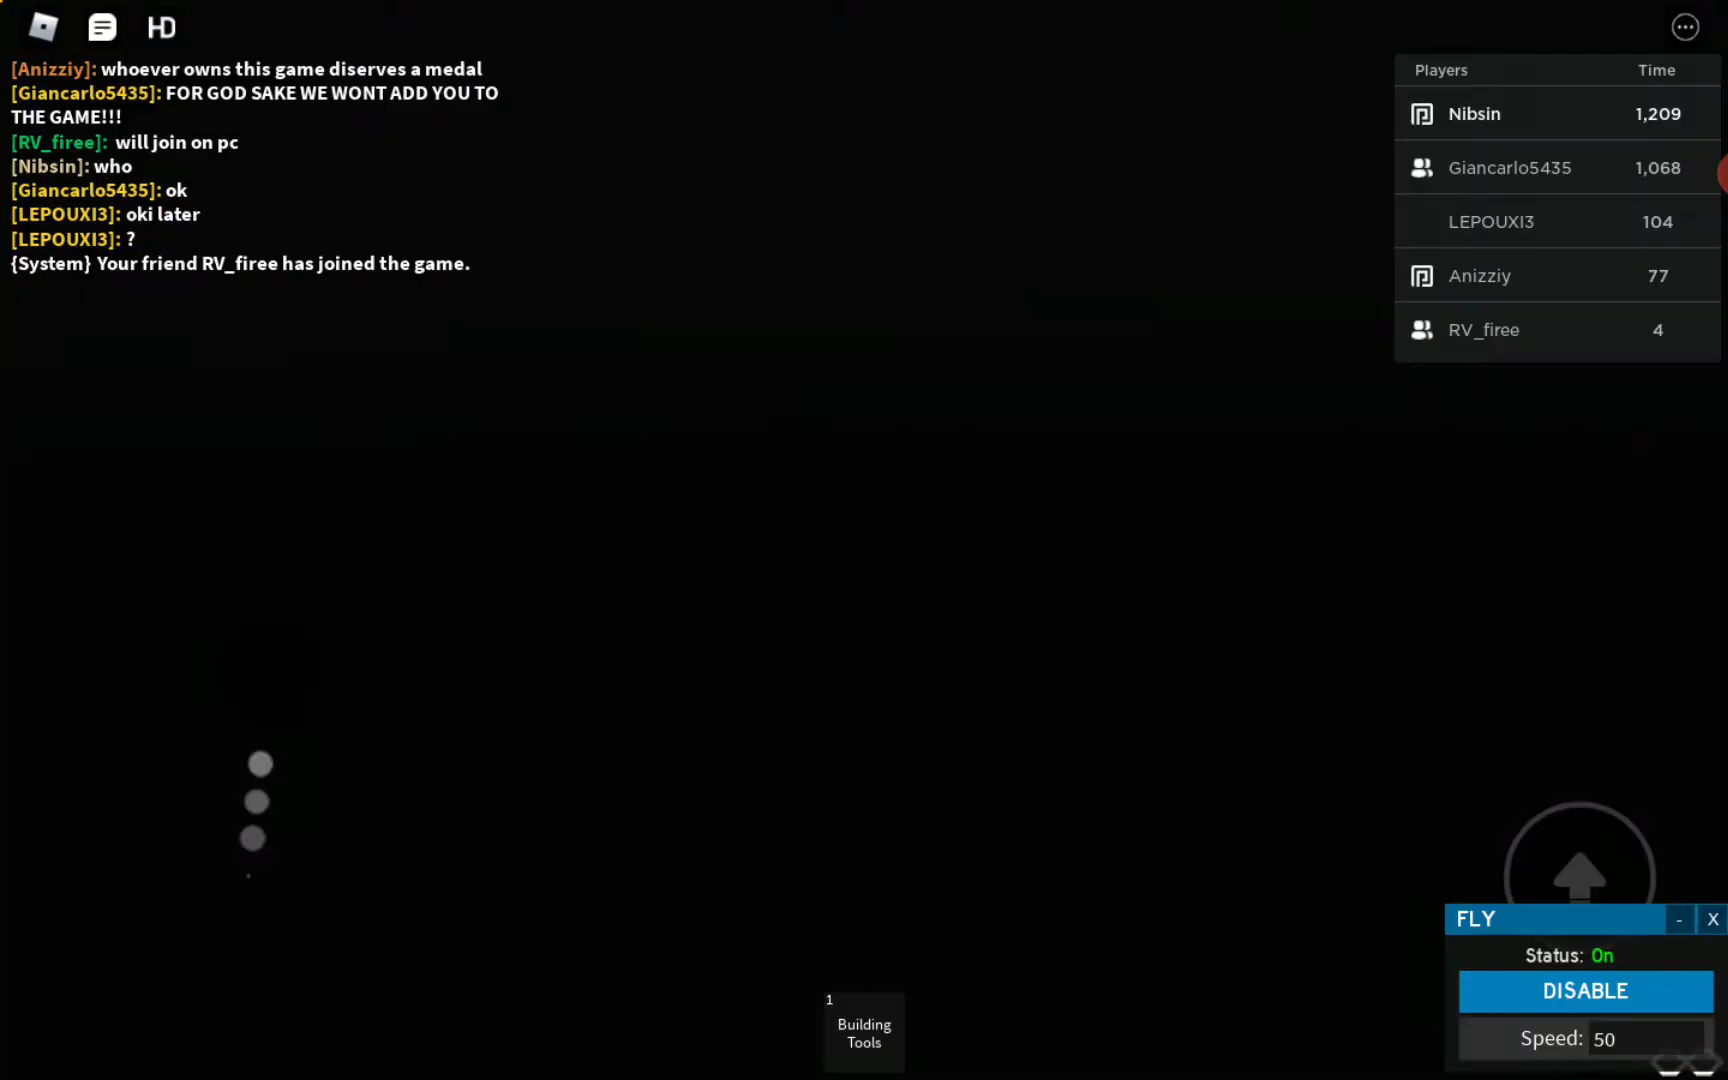 HD
[Anizziy]: whoever owns this game diserves a medal
[Giancarlo5435]: FOR GOD SAKE WE WONT ADD YOU TO
THE GAME!!!
[RV_firee]: will join on pc
[Nibsin]: who
[Giancarlo5435]: ok
[LEPOUXI3]: oki later
[LEPOUXI3]: ?
{System} Your friend RV_firee has joined the game.
Players Time
Nibsin 1,209
Giancarlo5435 1,068
LEPOUXI3 104
Anizziy 77
RV_firee 4
1
Building
Tools
FLY - X
Status: On
DISABLE
Speed: 50